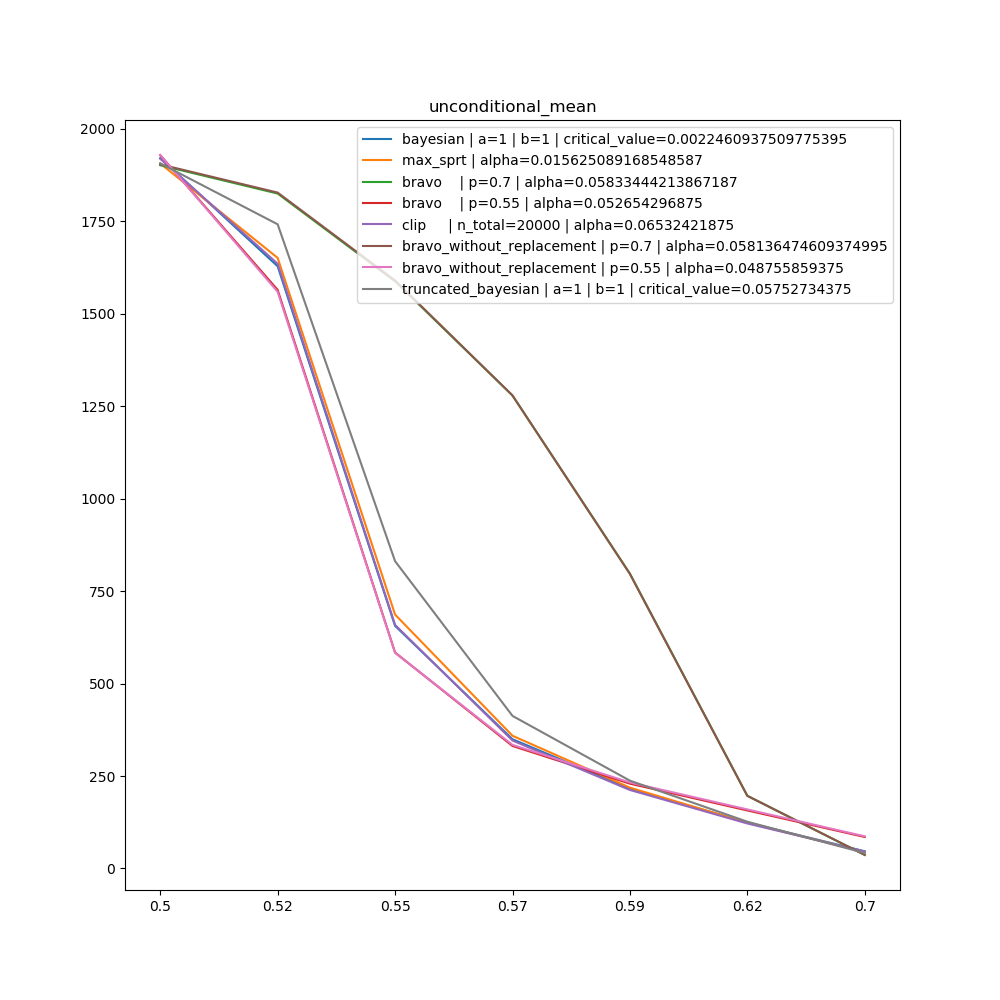 unconditional_mean
2000
1750
1500
1250
1000
750
500
250
0
bayesian | a=1 | b=1 | critical_value=0.0022460937509775395
max_sprt | alpha=0.015625089168548587
bravo    | p=0.7 | alpha=0.05833444213867187
bravo    | p=0.55 | alpha=0.052654296875
clip     | n_total=20000 | alpha=0.06532421875
bravo_without_replacement | p=0.7 | alpha=0.058136474609374995
bravo_without_replacement | p=0.55 | alpha=0.048755859375
truncated_bayesian | a=1 | b=1 | critical_value=0.05752734375
0.5 0.52 0.55 0.57 0.59 0.62 0.7